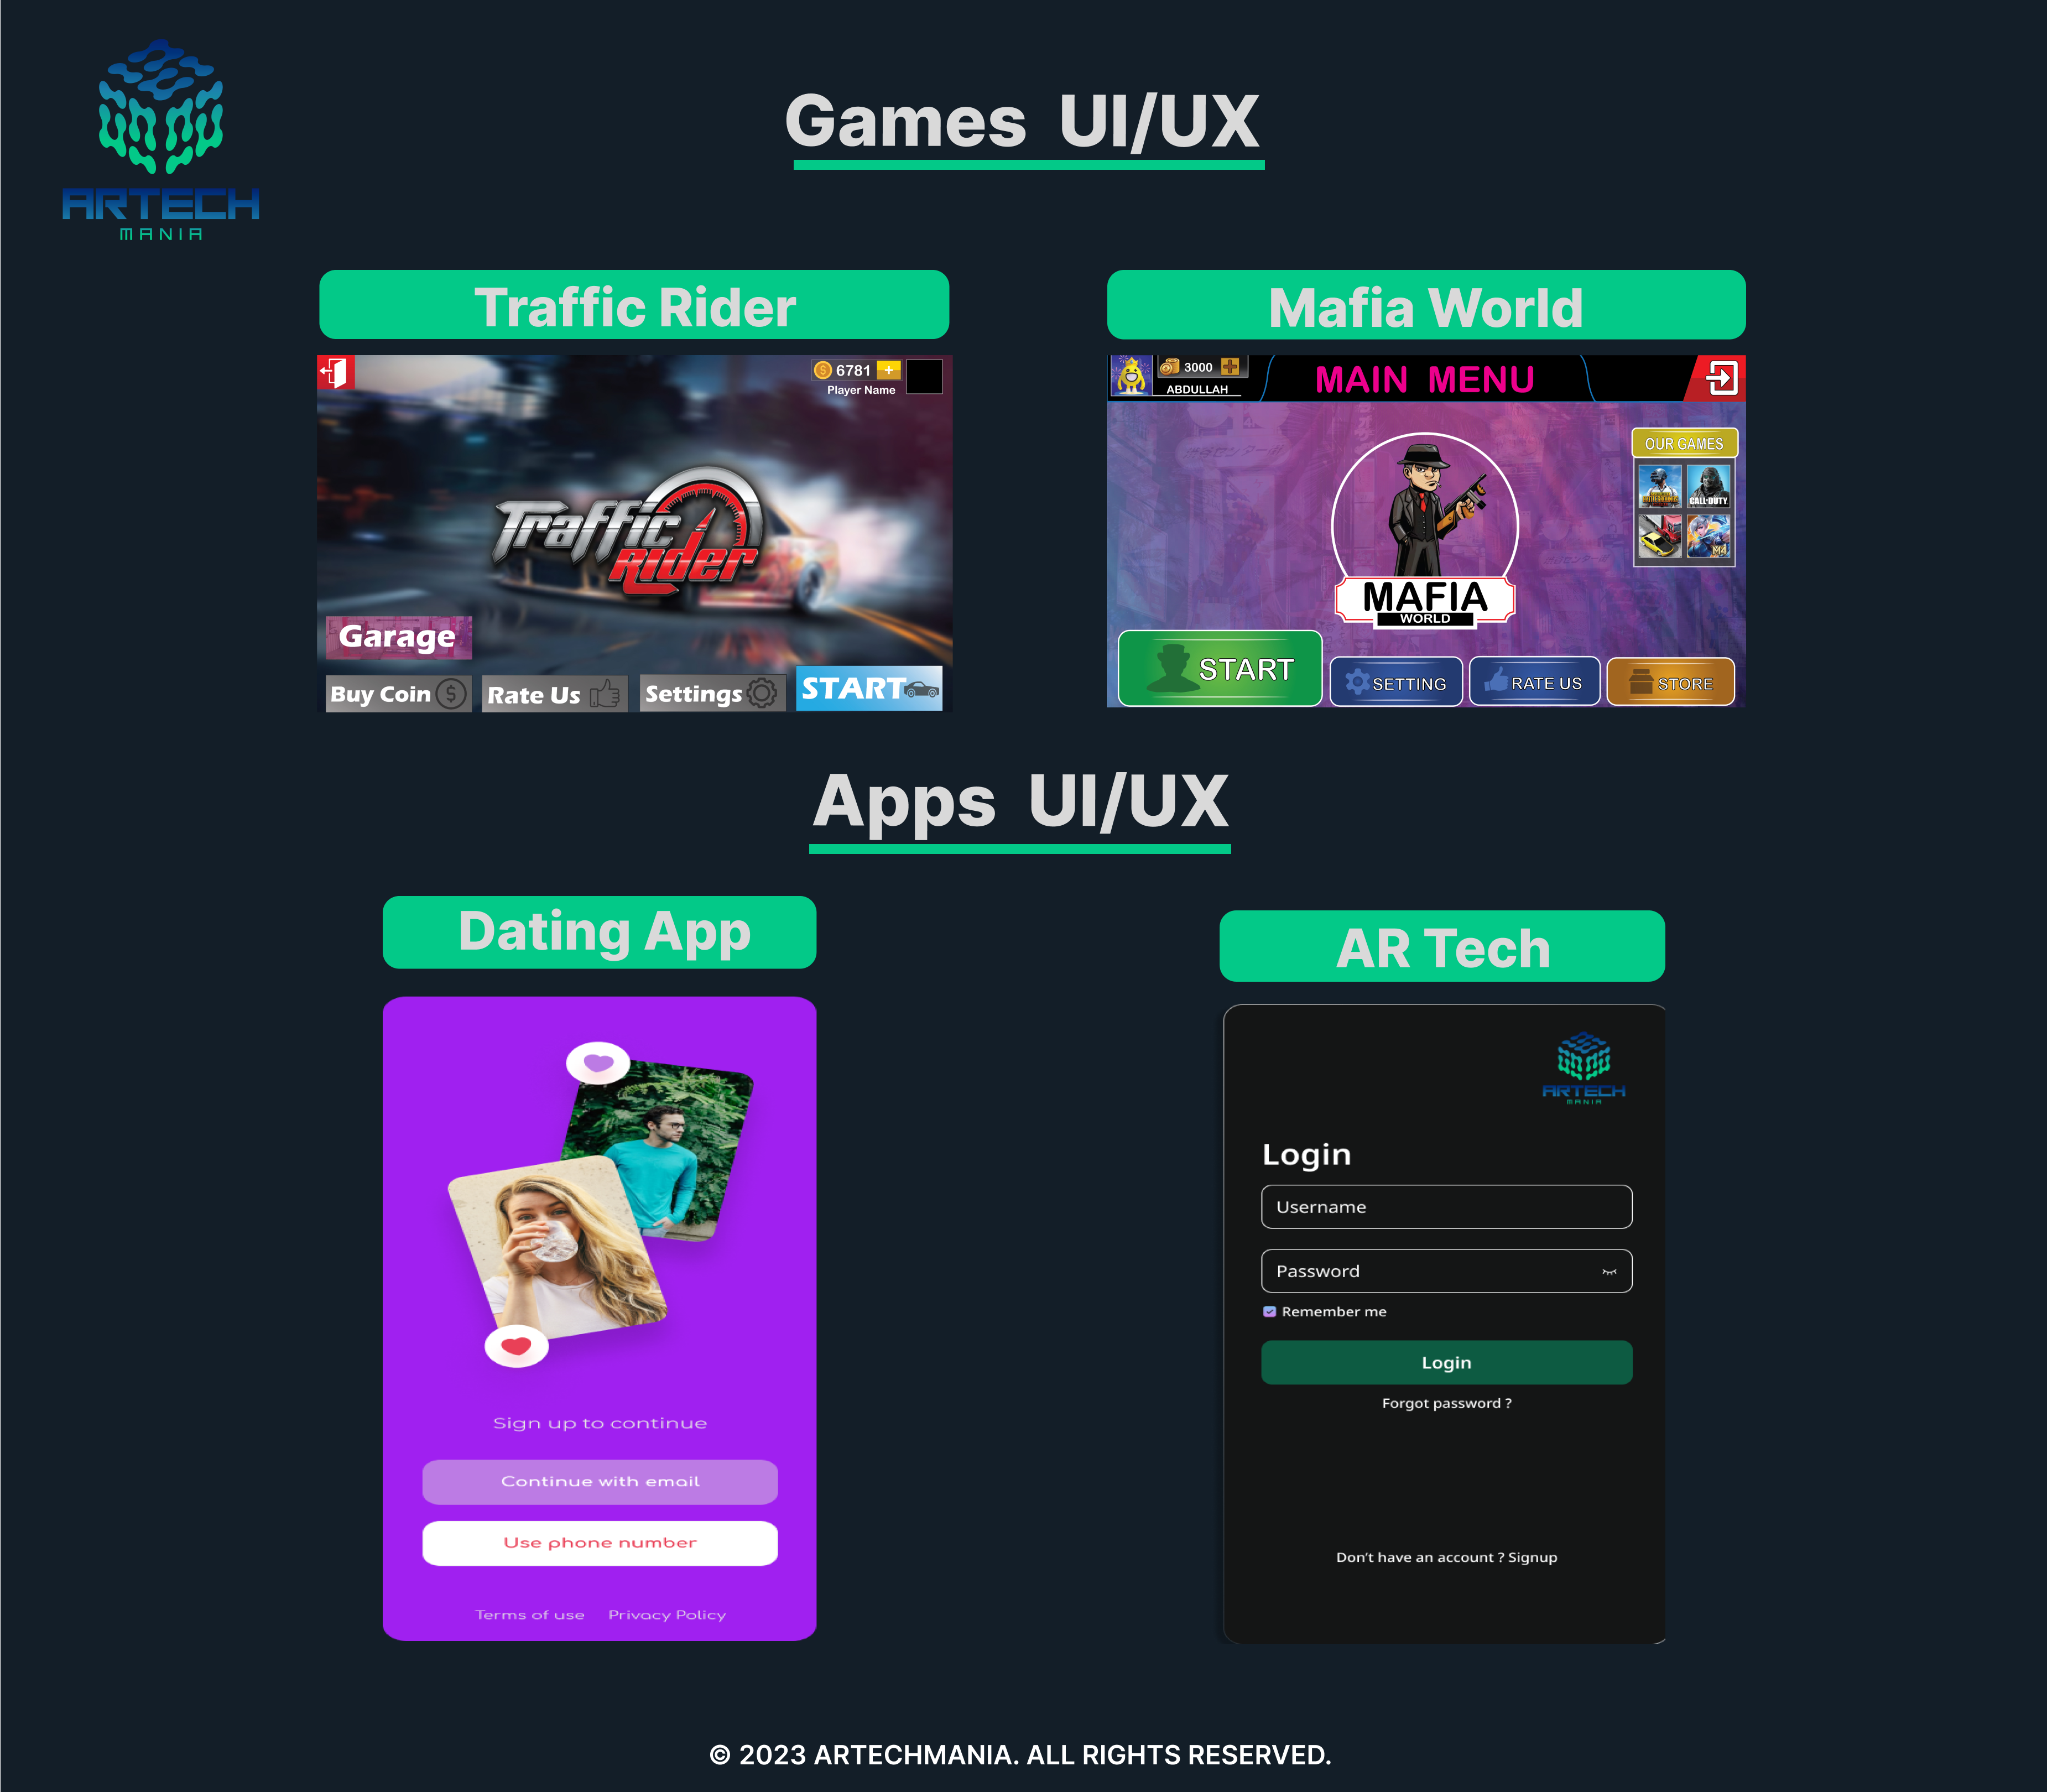 ARTECH
MANIA
Games UI/UX
Traffic Rider
6781
Player Name
Traffic
Rider
Garage
Buy Coin
Rate Us
Settings
START
Mafia World
3000
ABDULLAH
MAIN MENU
OUR GAMES
BATTLEGROUNDS
CALL·DUTY
MAFIA
WORLD
START
SETTING
RATE US
STORE
Apps UI/UX
Dating App
Sign up to continue
Continue with email
Use phone number
Terms of use Privacy Policy
AR Tech
ARTECH
MANIA
Login
Username
Password
Remember me
Login
Forgot password ?
Don't have an account ? Signup
© 2023 ARTECHMANIA. ALL RIGHTS RESERVED.